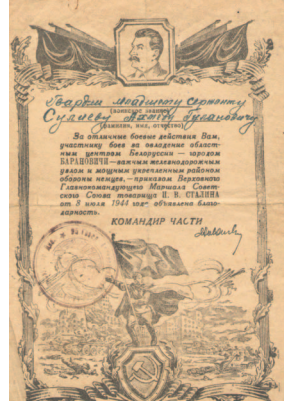 Гвардии младшему сержанту
(воинское звание)
Сулиеву
(фамилия, имя, отчество)
За отличные боевые действия Вам,
участнику боев за овладение област-
ным центром Белоруссии — городом
БАРАНОВИЧИ — важным железнодорожным
узлом и мощным укрепленным районом
обороны немцев, — приказом Верховного
Главнокомандующего Маршала Совет-
ского Союза товарища И. В. СТАЛИНА
от 8 июля 1944 года объявлена благо-
дарность.
КОМАНДИР ЧАСТИ